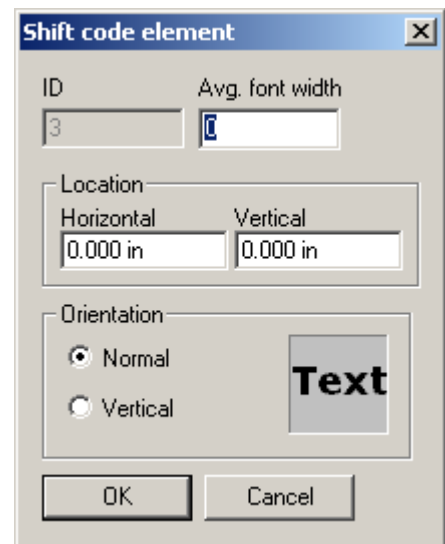 Shift code element
ID Avg. font width
3 0
Location
Horizontal Vertical
0.000 in 0.000 in
Orientation
Normal
Text
Vertical
OK Cancel